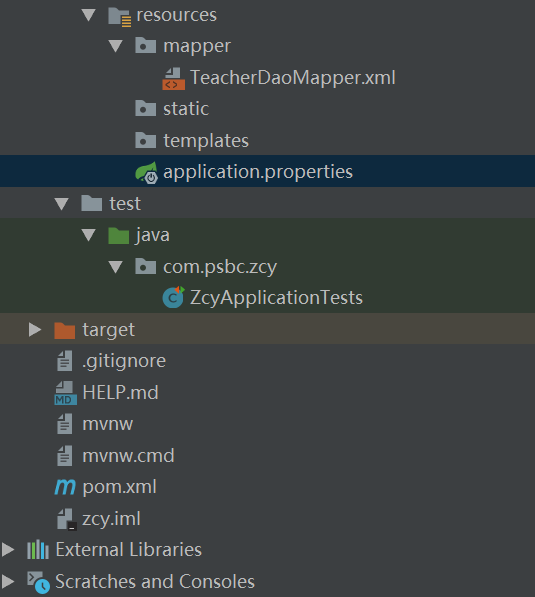 resources
mapper
TeacherDaoMapper.xml
static
templates
application.properties
test
java
com.psbc.zcy
ZcyApplicationTests
target
.gitignore
HELP.md
mvnw
mvnw.cmd
pom.xml
zcy.iml
External Libraries
Scratches and Consoles